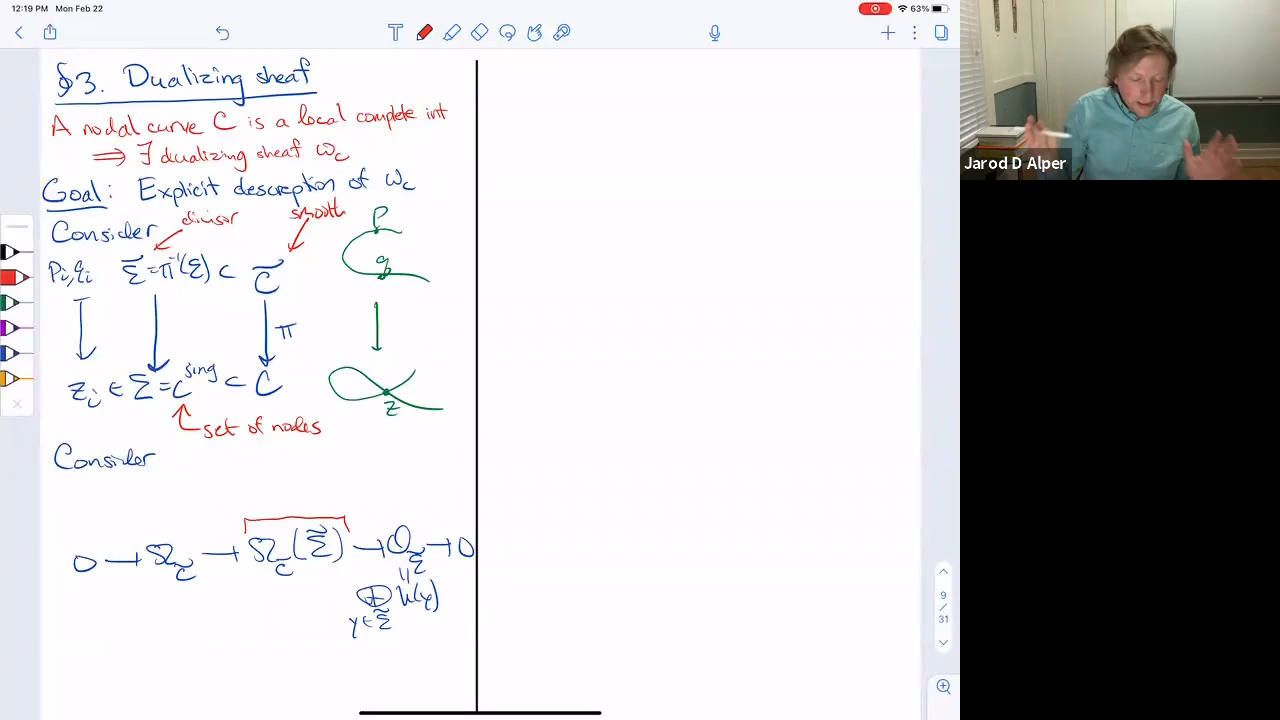 12:19 PM Mon Feb 22
63%
§3. Dualizing sheaf
A nodal curve C is a local complete int
⟹ ∃ dualizing sheaf ω_C
Goal: Explicit description of ω_C
divisor
smooth
Consider
p_i, q_i
Σ̃ = π⁻¹(Σ) ⊂ C̃
p
q
π
z_i ∈ Σ = C^sing ⊂ C
z
set of nodes
Consider
0 → Ω_C̃ → Ω_C̃(Σ̃) → O_Σ̃ → 0
⊕ k(y)
y ∈ Σ̃
9
/
31
Jarod D Alper